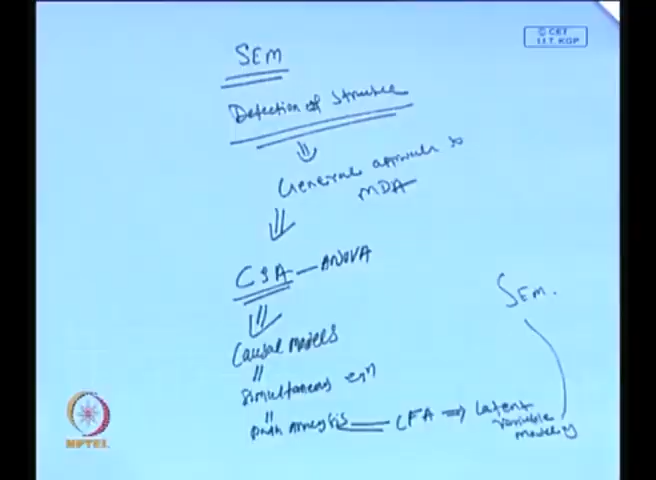 © CET
I.I.T. KGP
SEM
Detection of Structure
General approach to
MDA
CSA — ANOVA
Causal Models
SEM.
Simultaneous eqn
path analysis — CFA ⇒ Latent
variable
model
NPTEL